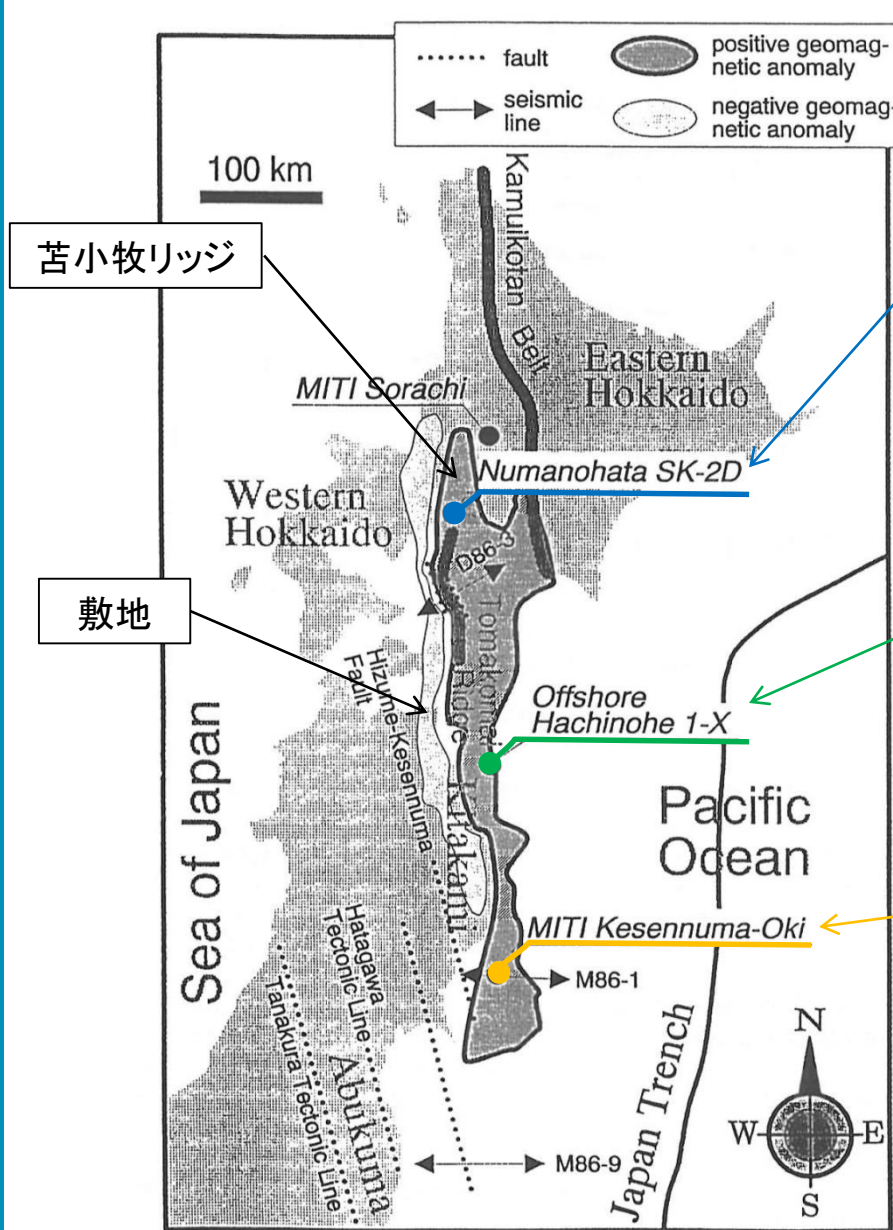 fault
positive geomag-
netic anomaly
seismic
line
negative geomag-
netic anomaly
100 km
Kamuikotan
Belt
苫小牧リッジ
Eastern
Hokkaido
MITI Sorachi
Numanohata SK-2D
Western
Hokkaido
D86-3
敷地
Tomakomai
Ridge
Hizume-Kesennuma
Fault
Offshore
Hachinohe 1-X
Sea of Japan
Kitakami
Pacific
Ocean
MITI Kesennuma-Oki
M86-1
Hatagawa
Tectonic Line
Tanakura Tectonic Line
Abukuma
Japan Trench
M86-9
N
W
E
S